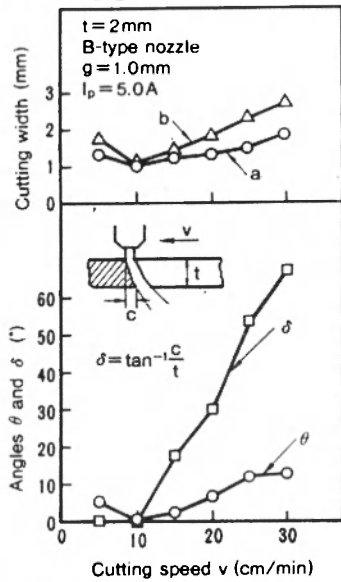 t = 2mm
B-type nozzle
g = 1.0mm
Ip = 5.0A
Cutting width (mm)
3
2
1
0
b
a
v
t
c
δ = tan⁻¹ c/t
δ
θ
Angles θ and δ (°)
60
50
40
30
20
10
0
0
10
20
30
Cutting speed v (cm/min)